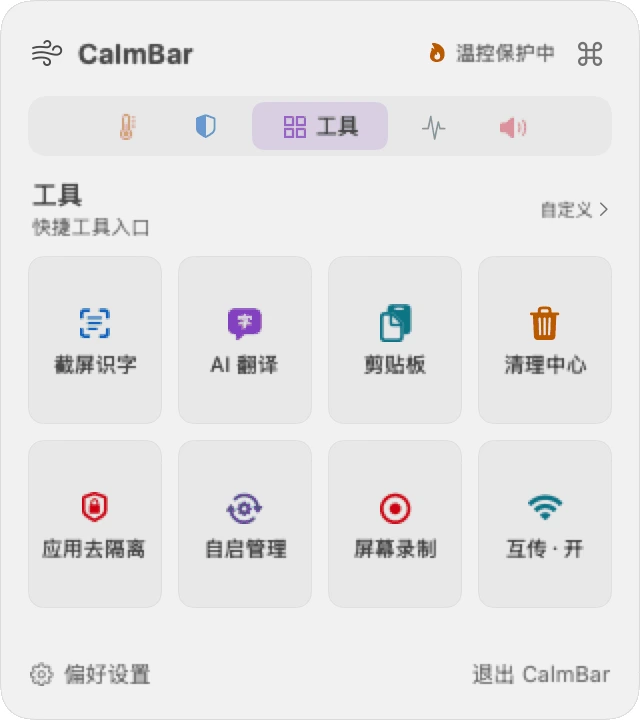 CalmBar
温控保护中
工具
工具
快捷工具入口
自定义
截屏识字
字
AI 翻译
剪贴板
清理中心
应用去隔离
自启管理
屏幕录制
互传 · 开
偏好设置
退出 CalmBar